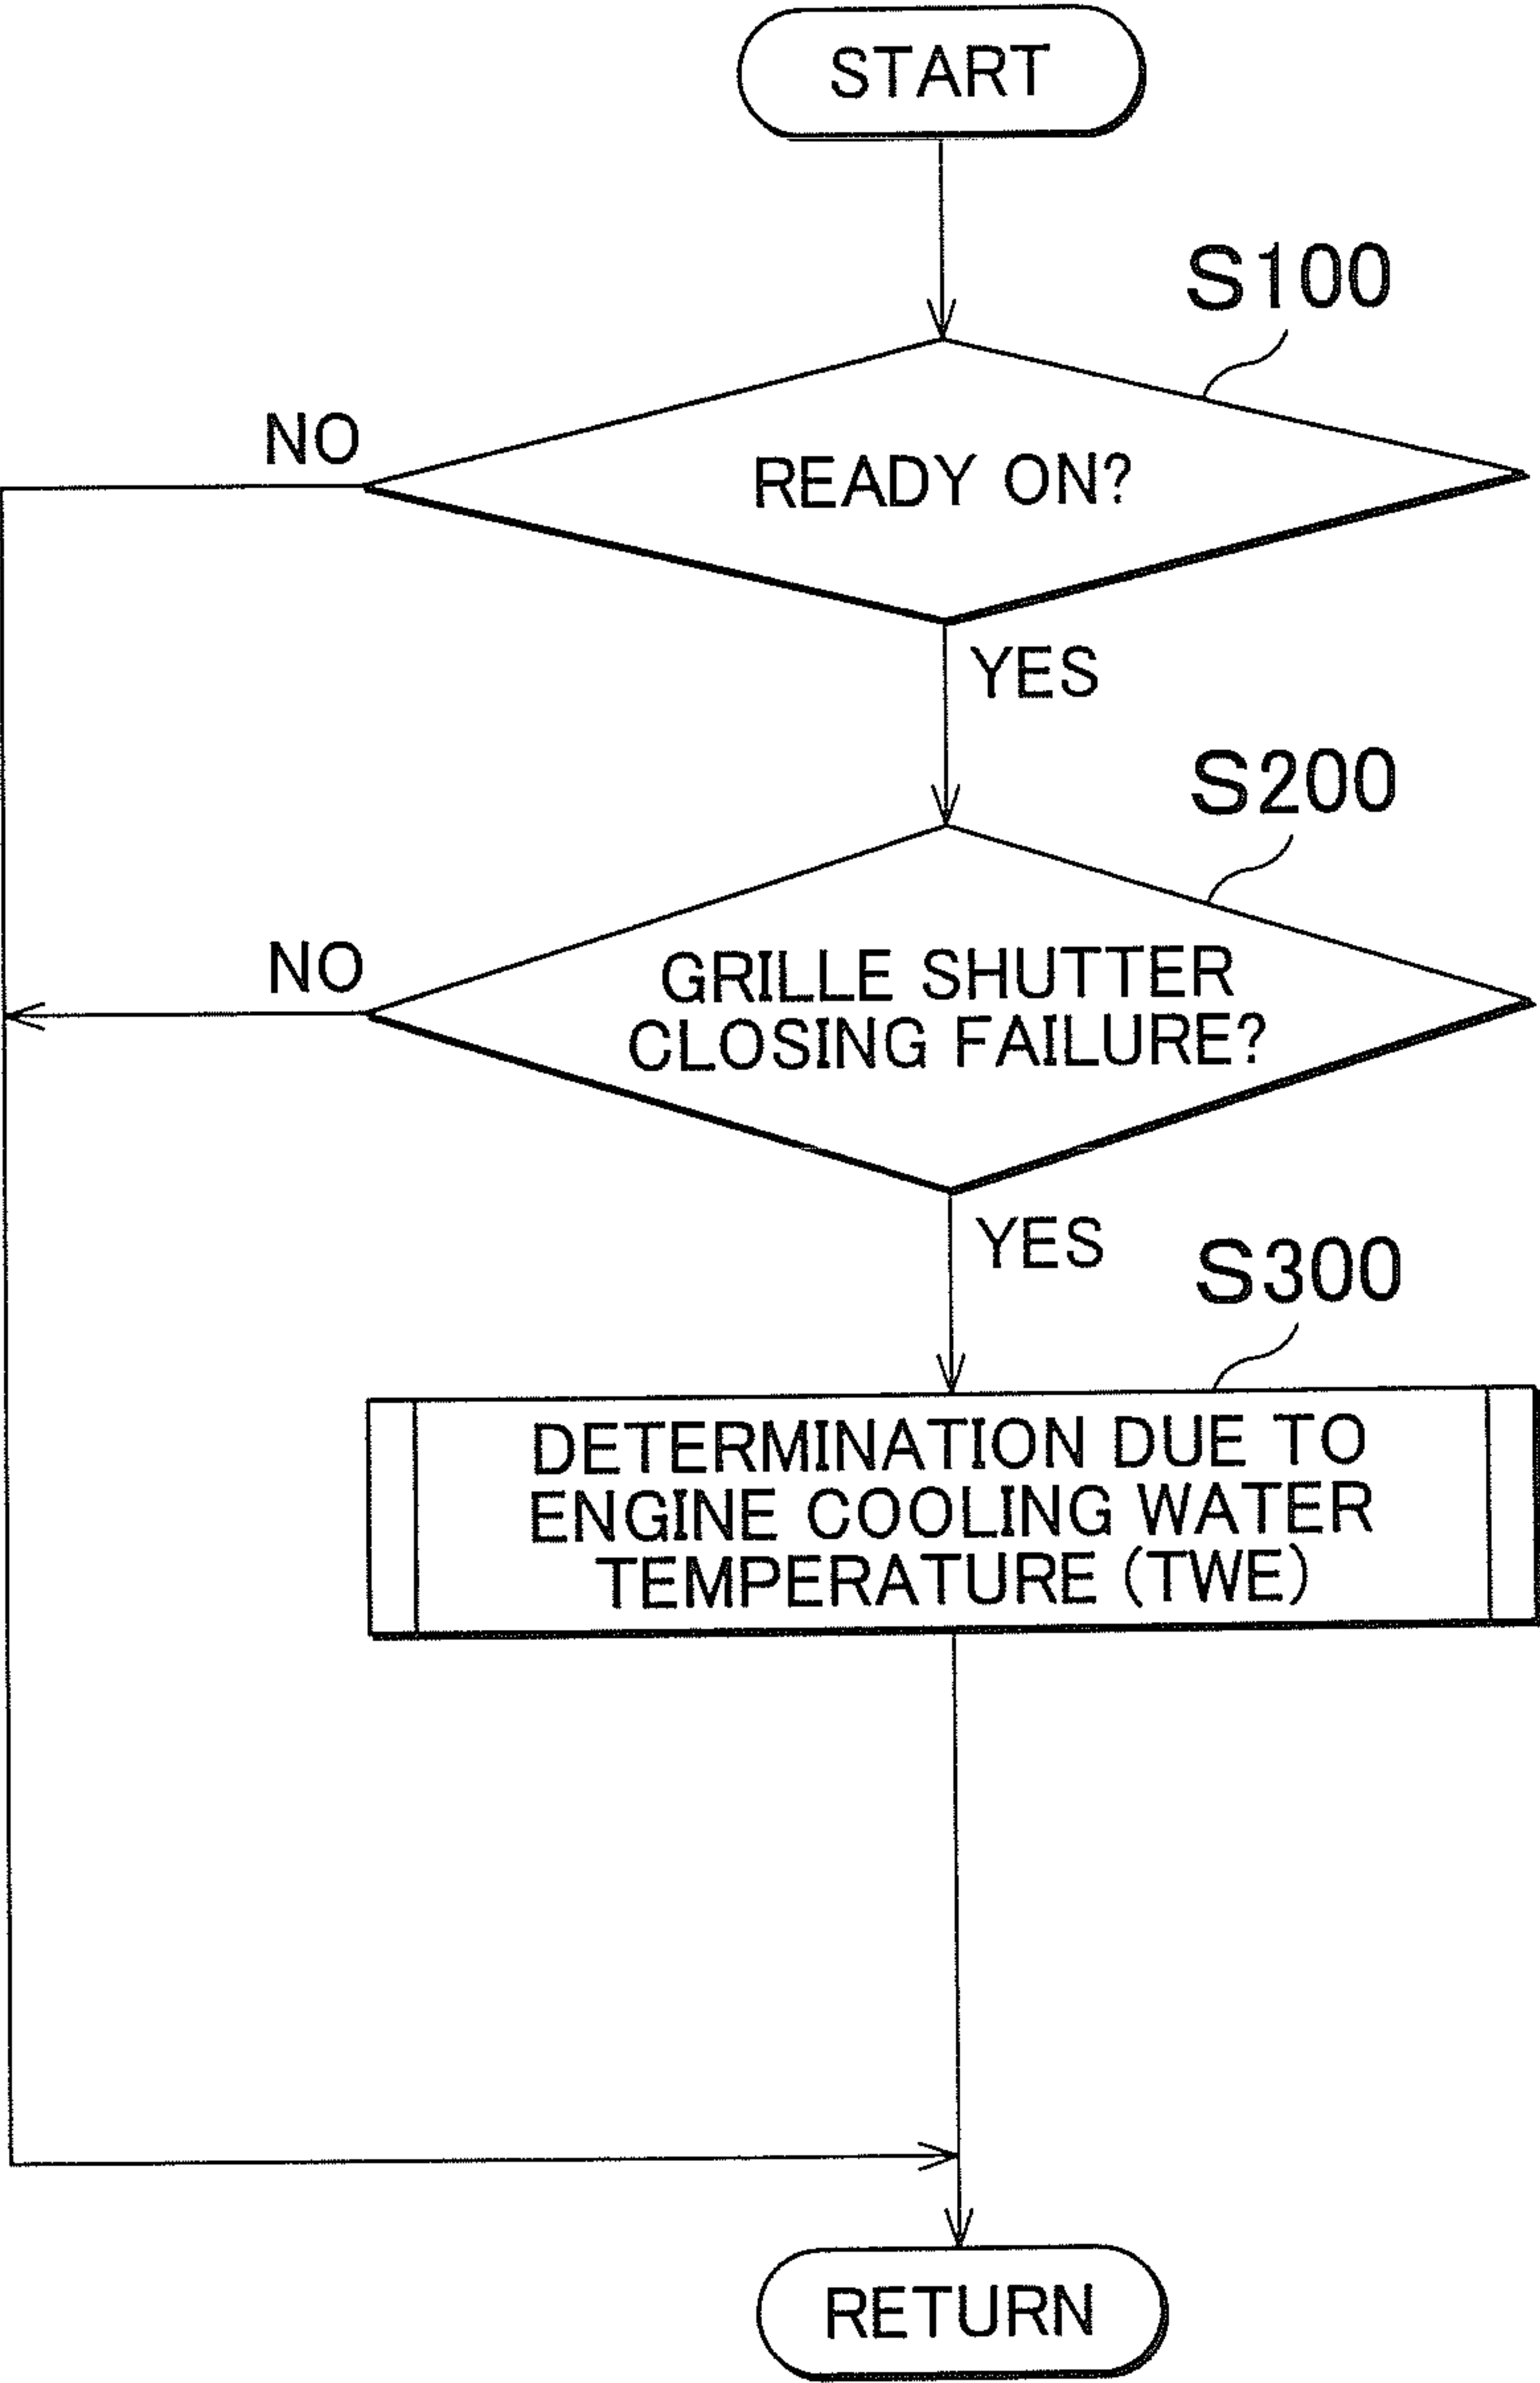 START
S100
NO
READY ON?
YES
S200
NO
GRILLE SHUTTER
CLOSING FAILURE?
YES
S300
DETERMINATION DUE TO
ENGINE COOLING WATER
TEMPERATURE (TWE)
RETURN